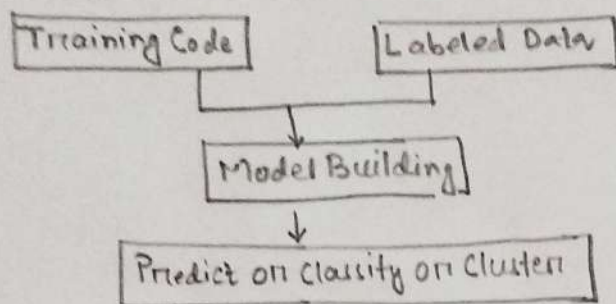 Training Code
Labeled Data
Model Building
Predict or Classify or Cluster